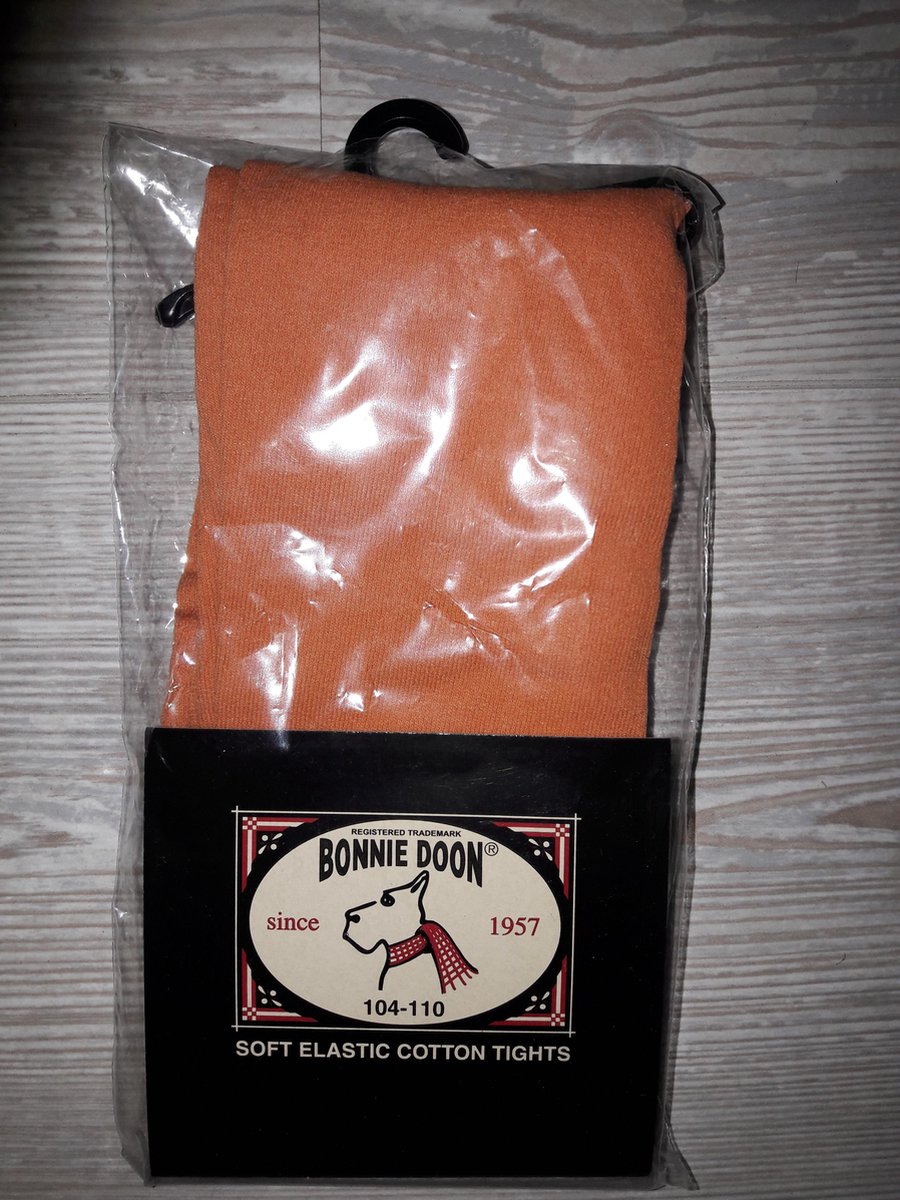 REGISTERED TRADEMARK
BONNIE DOON®
since 1957
104-110
SOFT ELASTIC COTTON TIGHTS